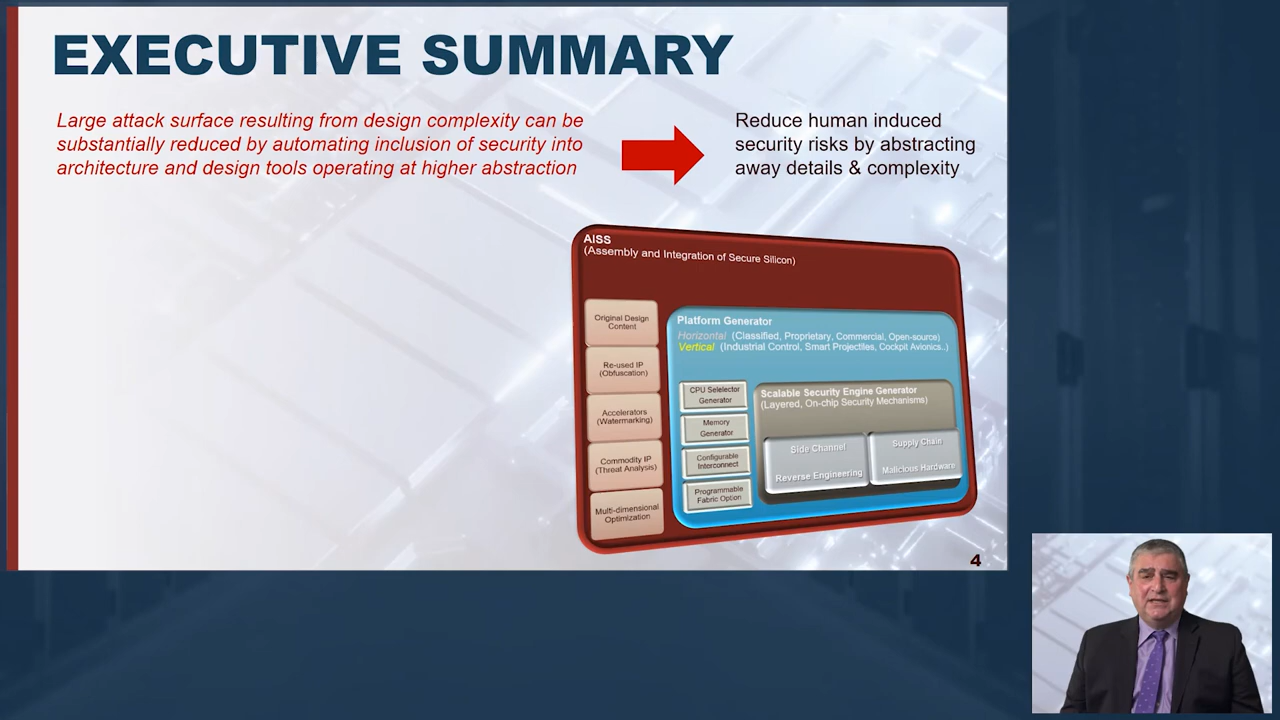 EXECUTIVE SUMMARY
Large attack surface resulting from design complexity can be
substantially reduced by automating inclusion of security into
architecture and design tools operating at higher abstraction
Reduce human induced
security risks by abstracting
away details & complexity
AISS
(Assembly and Integration of Secure Silicon)
Original Design
Content
Re-used IP
(Obfuscation)
Accelerators
(Watermarking)
Commodity IP
(Threat Analysis)
Multi-dimensional
Optimization
Platform Generator
Horizontal (Classified, Proprietary, Commercial, Open-source)
Vertical (Industrial Control, Smart Projectiles, Cockpit Avionics..)
CPU Selelector
Generator
Memory
Generator
Configurable
Interconnect
Programmable
Fabric Option
Scalable Security Engine Generator
(Layered, On-chip Security Mechanisms)
Side Channel
Reverse Engineering
Supply Chain
Malicious Hardware
4